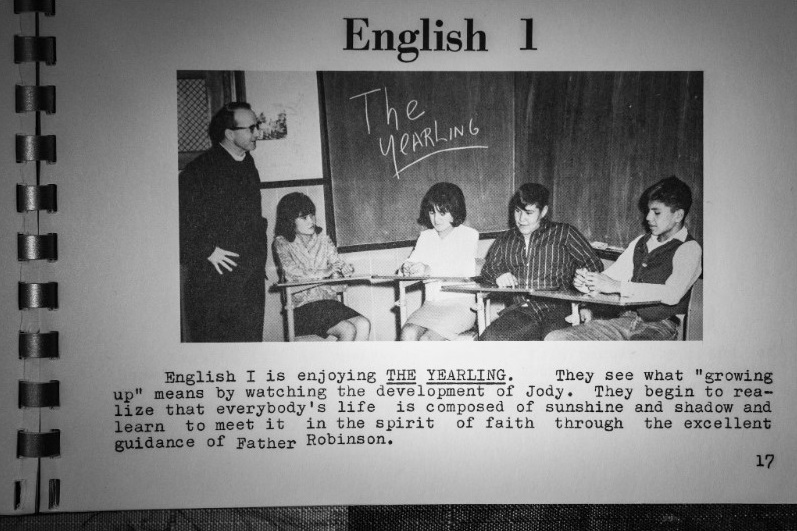 English 1
The
YEARLING
English I is enjoying THE YEARLING. They see what "growing
up" means by watching the development of Jody. They begin to rea-
lize that everybody's life is composed of sunshine and shadow and
learn to meet it in the spirit of faith through the excellent
guidance of Father Robinson.
17